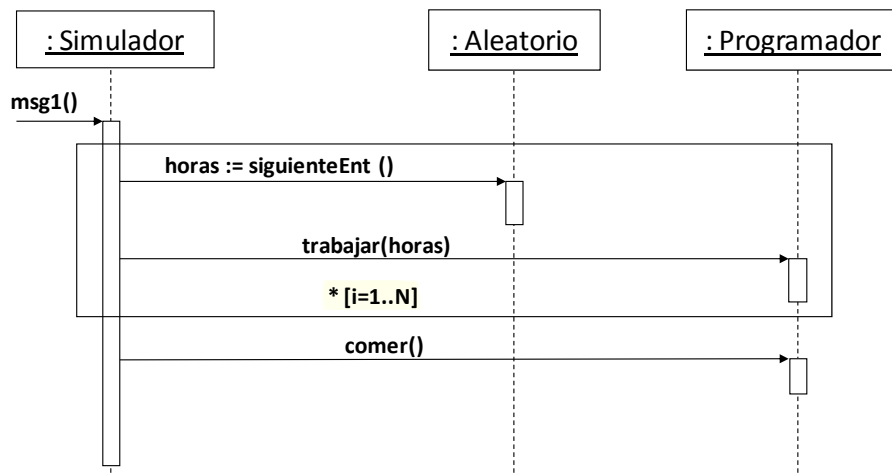 : Simulador
: Aleatorio
: Programador
msg1()
horas := siguienteEnt ()
trabajar(horas)
* [i=1..N]
comer()